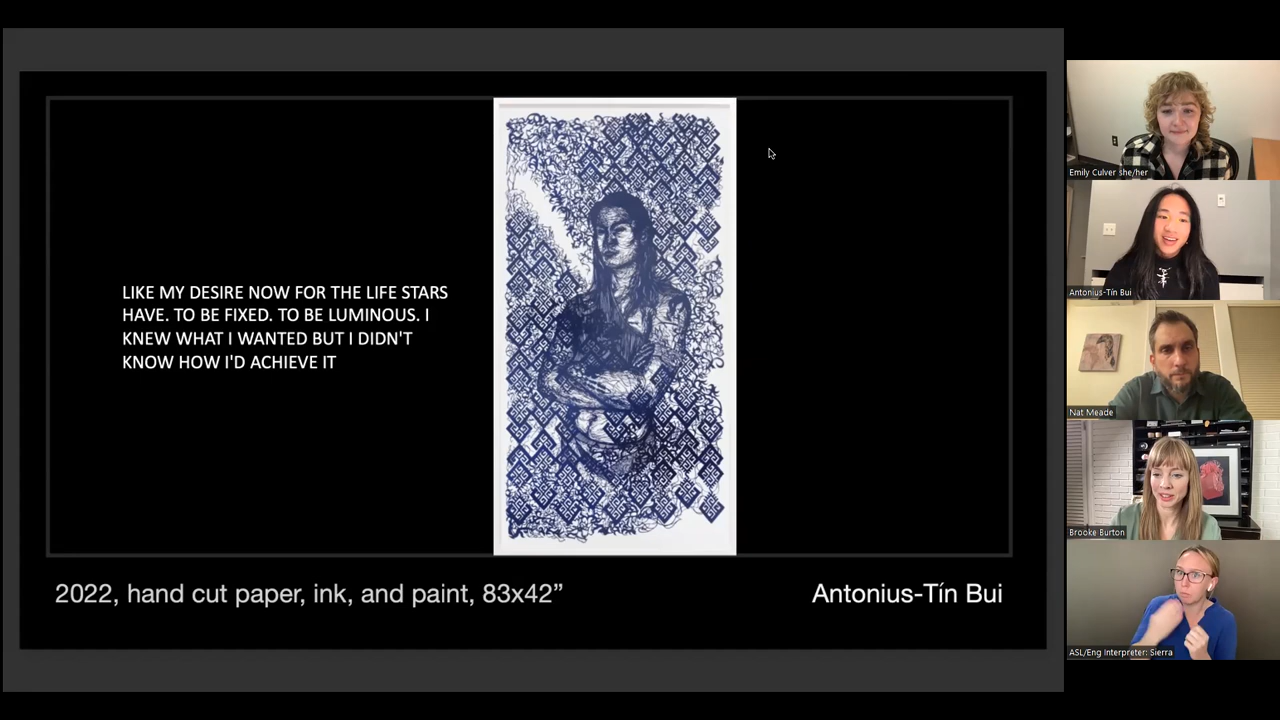 LIKE MY DESIRE NOW FOR THE LIFE STARS
HAVE. TO BE FIXED. TO BE LUMINOUS. I
KNEW WHAT I WANTED BUT I DIDN'T
KNOW HOW I'D ACHIEVE IT
2022, hand cut paper, ink, and paint, 83x42”
Antonius-Tín Bui
Emily Culver she/her
Antonius-Tín Bui
Nat Meade
Brooke Burton
ASL/Eng Interpreter: Sierra